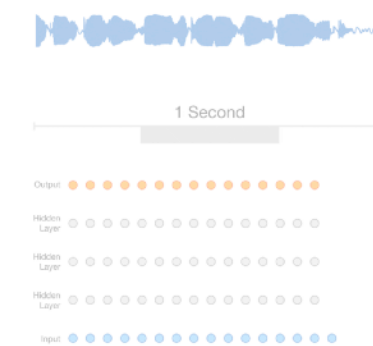 1 Second
Output
Hidden
Layer
Hidden
Layer
Hidden
Layer
Input